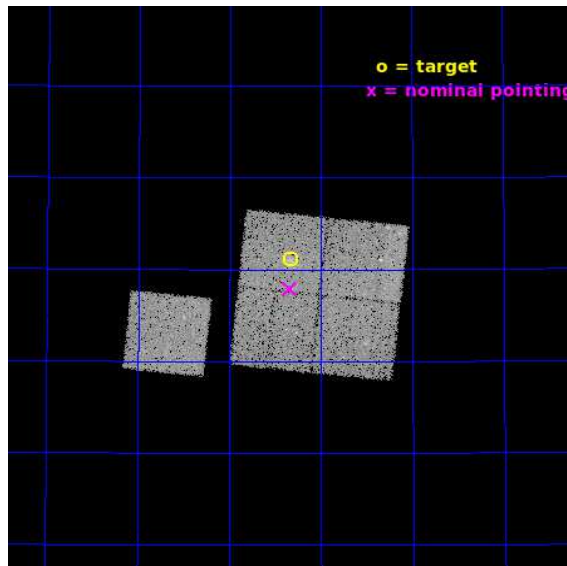 o = target
x = nominal pointing